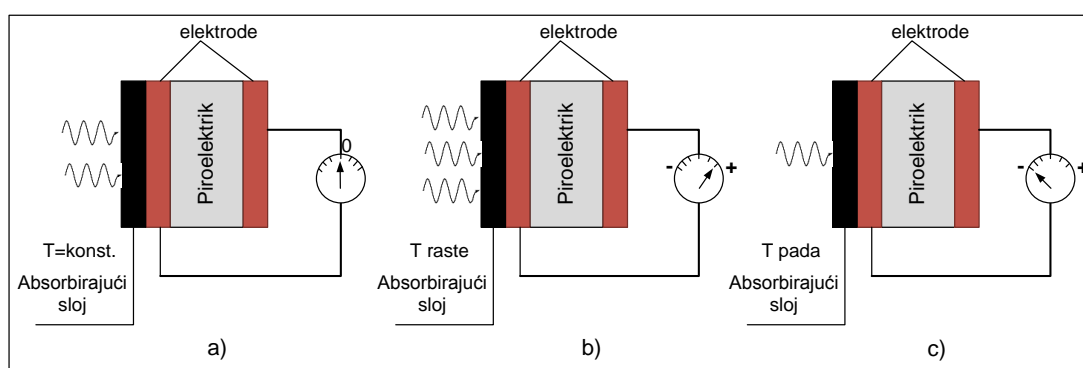 elektrode
Piroelektrik
0
T=konst.
Absorbirajući
sloj
a)
elektrode
Piroelektrik
- +
T raste
Absorbirajući
sloj
b)
elektrode
Piroelektrik
- +
T pada
Absorbirajući
sloj
c)